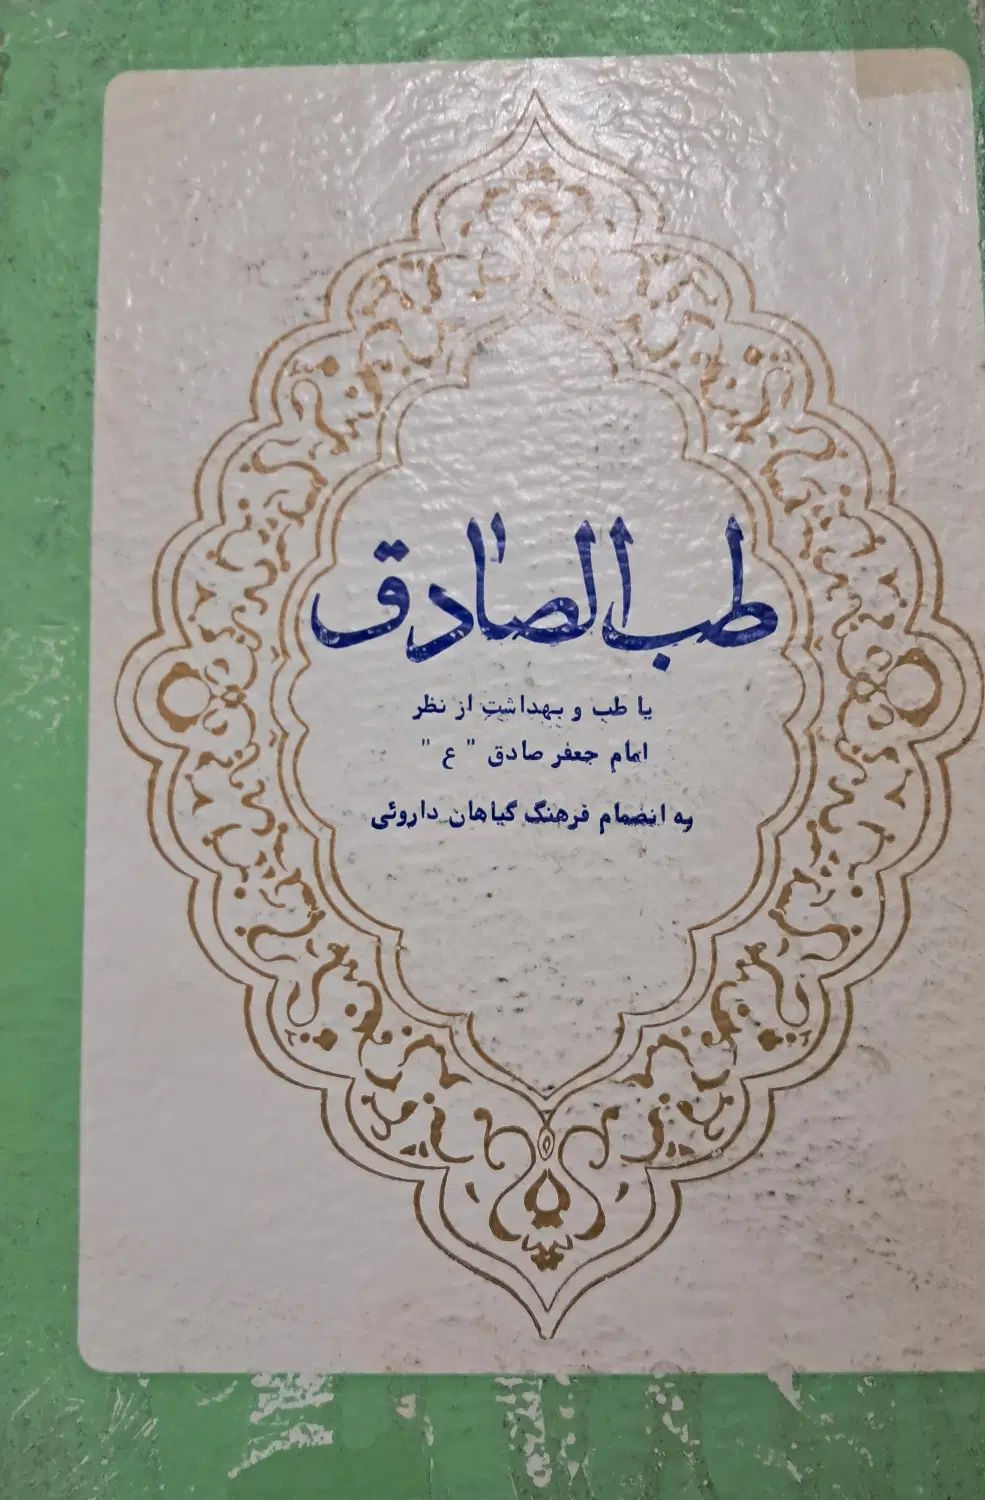 طب الصادق
یا طب و بهداشت از نظر
امام جعفر صادق " ع "
به انضمام فرهنگ گیاهان داروئی